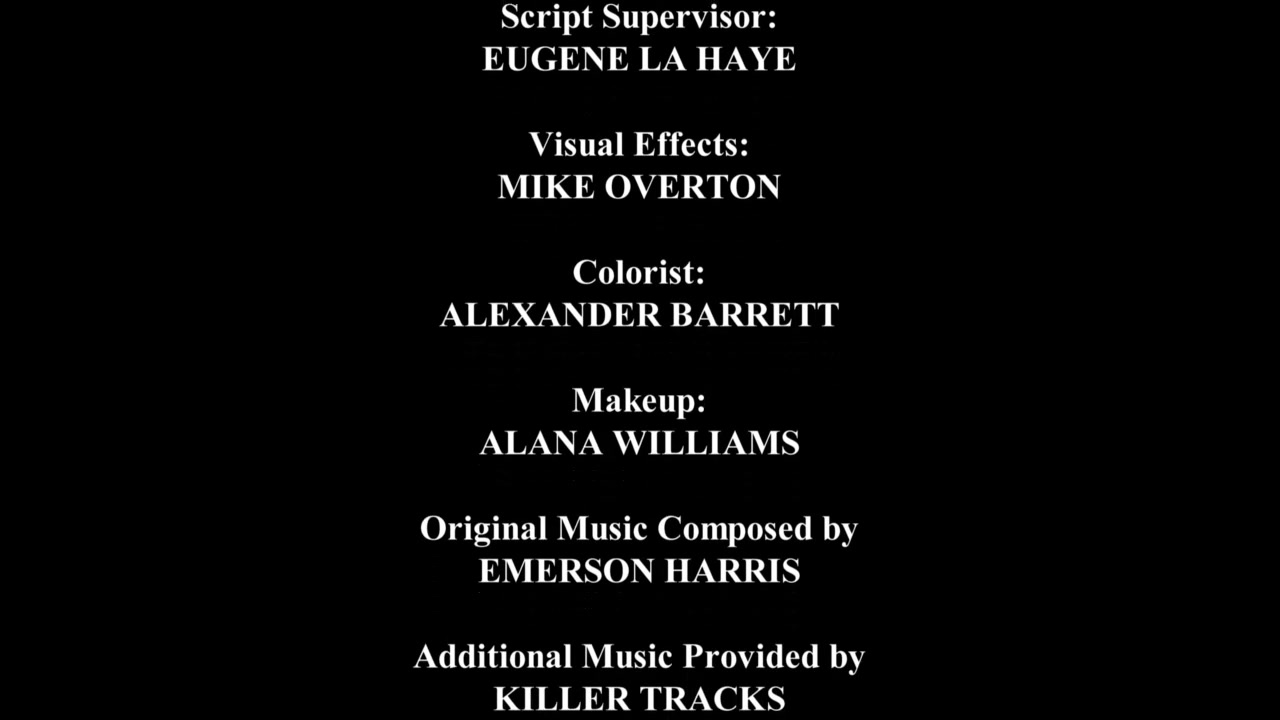 Script Supervisor:
EUGENE LA HAYE
Visual Effects:
MIKE OVERTON
Colorist:
ALEXANDER BARRETT
Makeup:
ALANA WILLIAMS
Original Music Composed by
EMERSON HARRIS
Additional Music Provided by
KILLER TRACKS